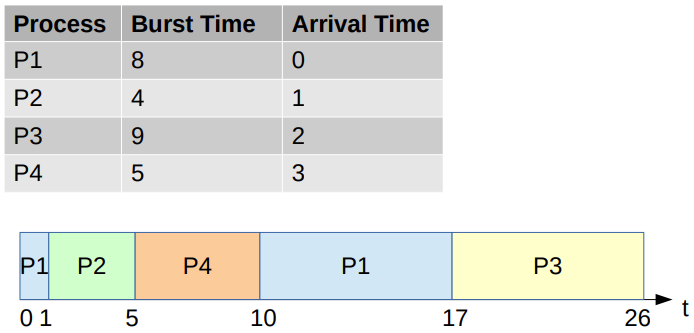 Process Burst Time Arrival Time
P1 8 0
P2 4 1
P3 9 2
P4 5 3
P1 P2 P4 P1 P3
0 1 5 10 17 26 t